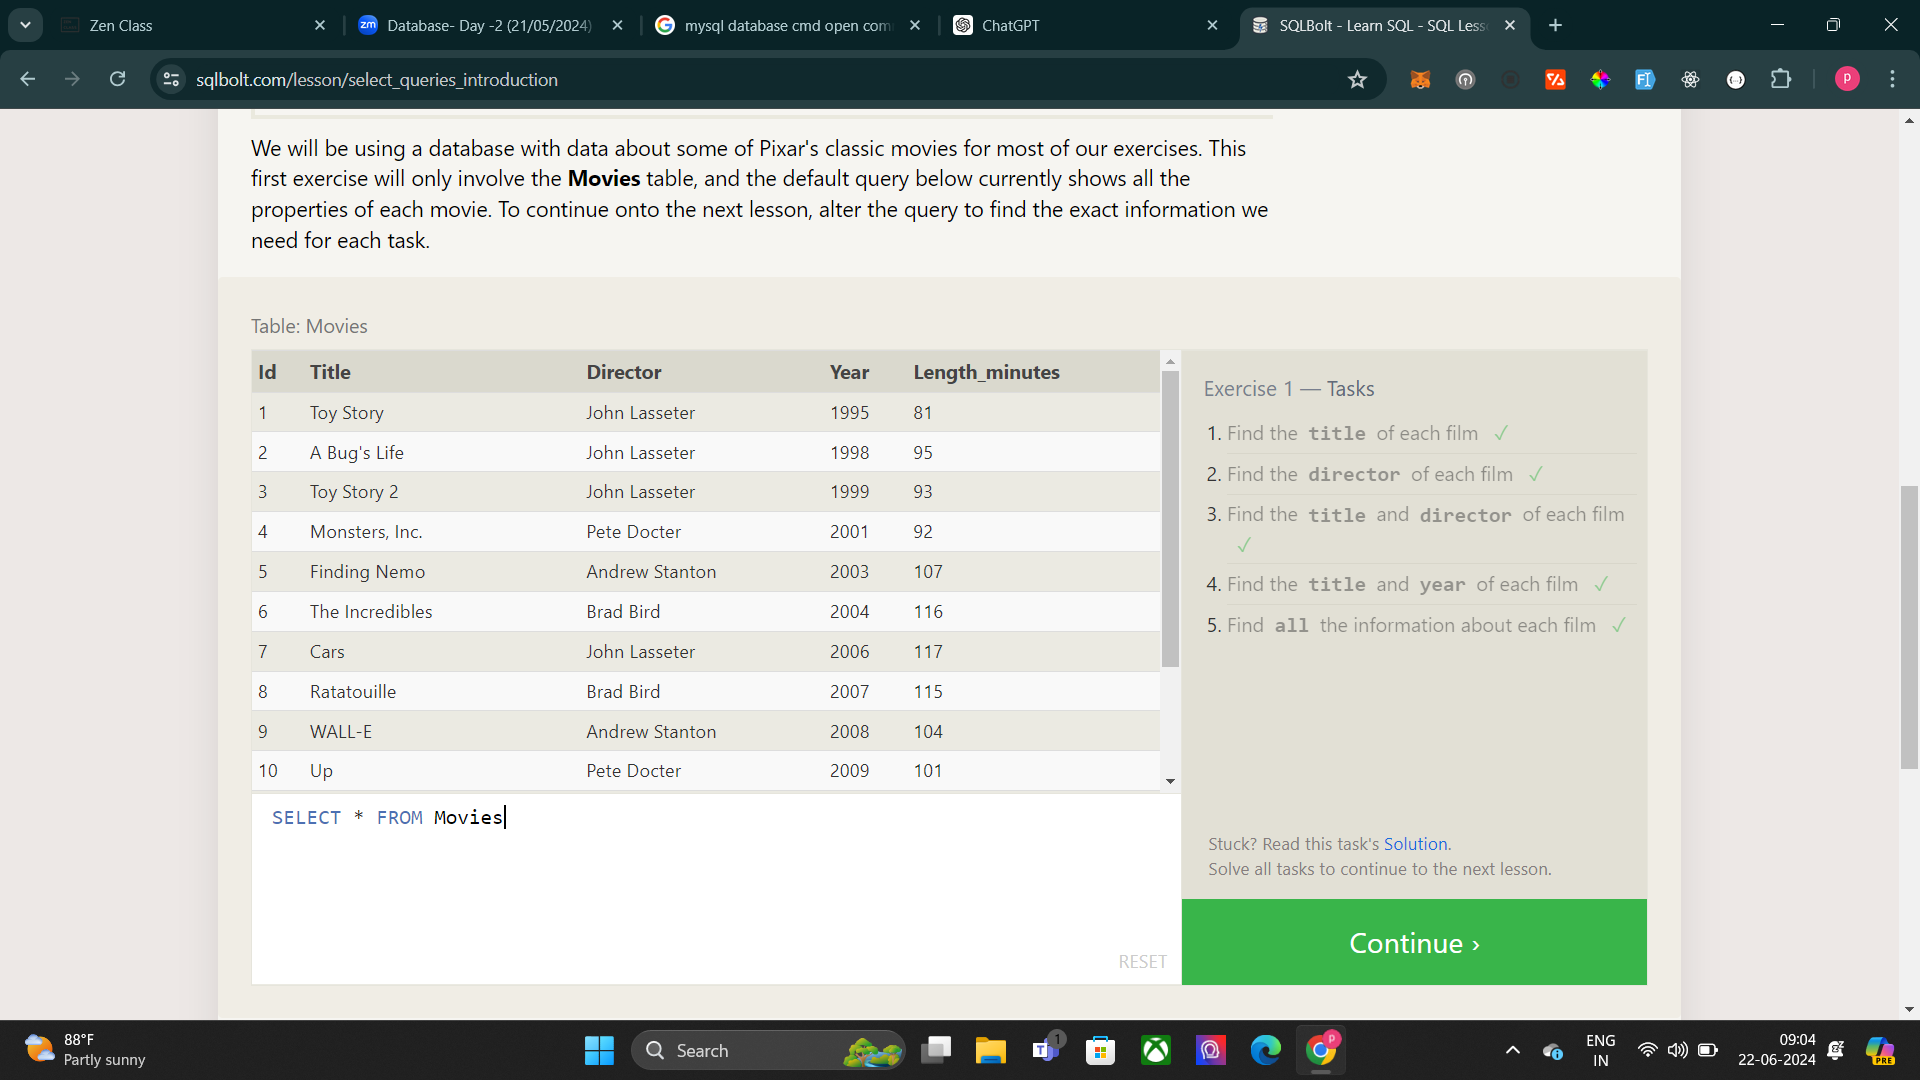 Zen Class
zm Database- Day -2 (21/05/2024)
mysql database cmd open com
ChatGPT
SQLBolt - Learn SQL - SQL Less
sqlbolt.com/lesson/select_queries_introduction
P
We will be using a database with data about some of Pixar's classic movies for most of our exercises. This
first exercise will only involve the Movies table, and the default query below currently shows all the
properties of each movie. To continue onto the next lesson, alter the query to find the exact information we
need for each task.
Table: Movies
Id Title Director Year Length_minutes
1 Toy Story John Lasseter 1995 81
2 A Bug's Life John Lasseter 1998 95
3 Toy Story 2 John Lasseter 1999 93
4 Monsters, Inc. Pete Docter 2001 92
5 Finding Nemo Andrew Stanton 2003 107
6 The Incredibles Brad Bird 2004 116
7 Cars John Lasseter 2006 117
8 Ratatouille Brad Bird 2007 115
9 WALL-E Andrew Stanton 2008 104
10 Up Pete Docter 2009 101
SELECT * FROM Movies
RESET
Exercise 1 — Tasks
1. Find the title of each film ✓
2. Find the director of each film ✓
3. Find the title and director of each film
✓
4. Find the title and year of each film ✓
5. Find all the information about each film ✓
Stuck? Read this task's Solution.
Solve all tasks to continue to the next lesson.
Continue ›
88°F
Partly sunny
Search
1
P
ENG
IN
09:04
22-06-2024
PRE